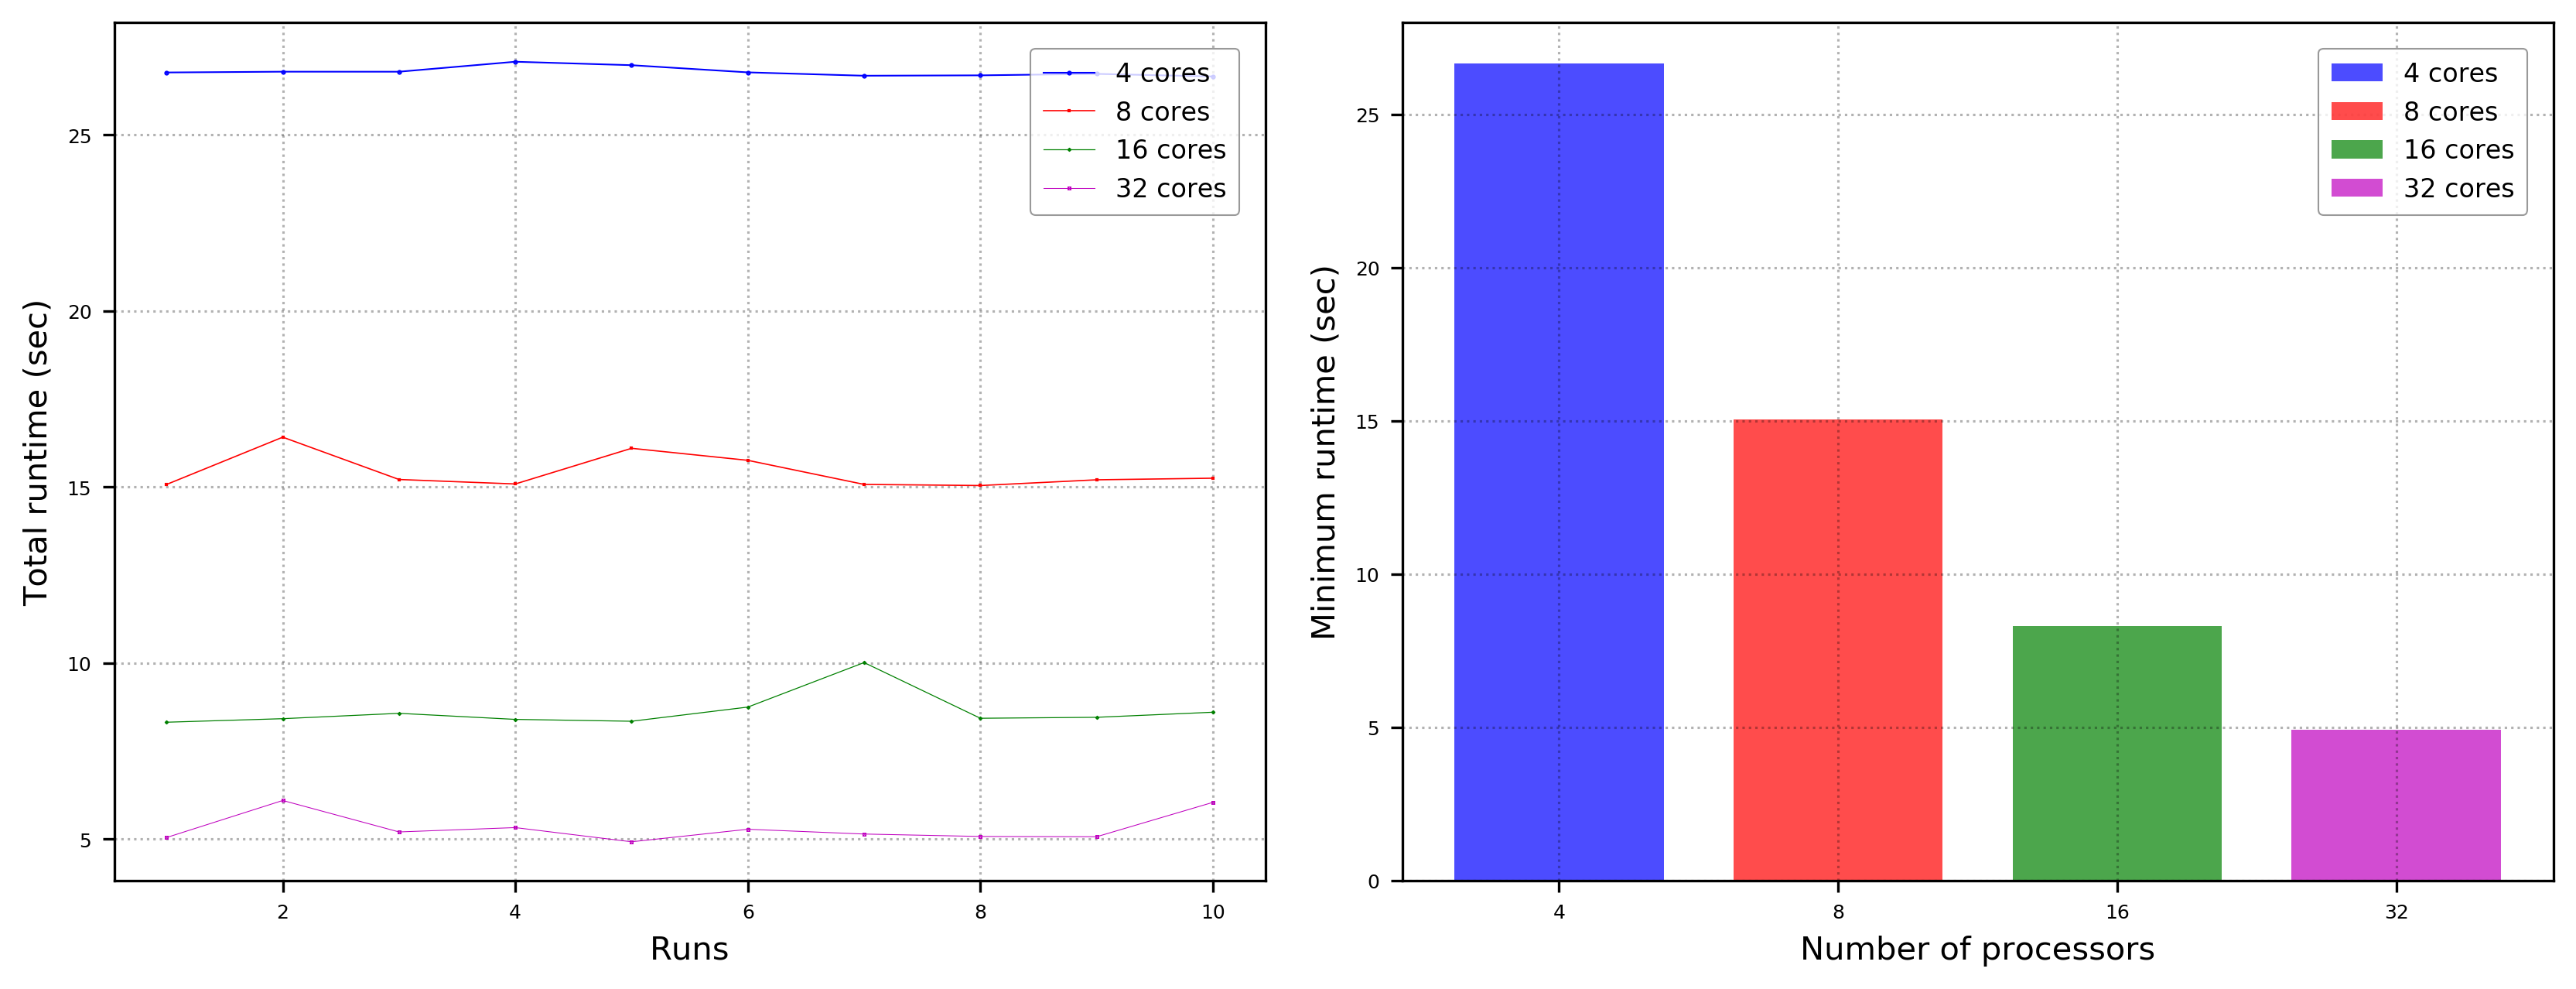 Total runtime (sec)
25
20
15
10
5
2
4
6
8
10
Runs
4 cores
8 cores
16 cores
32 cores
Minimum runtime (sec)
25
20
15
10
5
0
4
8
16
32
Number of processors
4 cores
8 cores
16 cores
32 cores